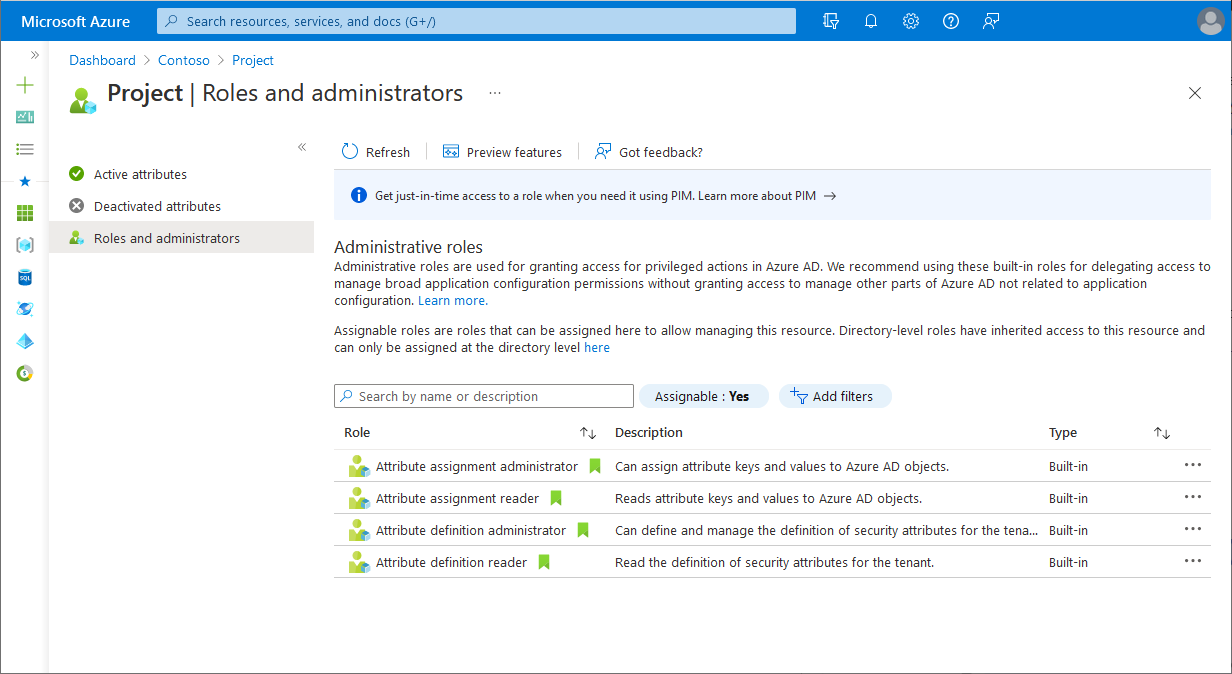 Microsoft Azure
Search resources, services, and docs (G+/)
Dashboard > Contoso > Project
Project | Roles and administrators ...
Active attributes
Deactivated attributes
Roles and administrators
Refresh
Preview features
Got feedback?
Get just-in-time access to a role when you need it using PIM. Learn more about PIM →
Administrative roles
Administrative roles are used for granting access for privileged actions in Azure AD. We recommend using these built-in roles for delegating access to
manage broad application configuration permissions without granting access to manage other parts of Azure AD not related to application
configuration. Learn more.
Assignable roles are roles that can be assigned here to allow managing this resource. Directory-level roles have inherited access to this resource and
can only be assigned at the directory level here
Search by name or description
Assignable : Yes
Add filters
Role Description Type
Attribute assignment administrator Can assign attribute keys and values to Azure AD objects. Built-in ...
Attribute assignment reader Reads attribute keys and values to Azure AD objects. Built-in ...
Attribute definition administrator Can define and manage the definition of security attributes for the tena... Built-in ...
Attribute definition reader Read the definition of security attributes for the tenant. Built-in ...
SQL